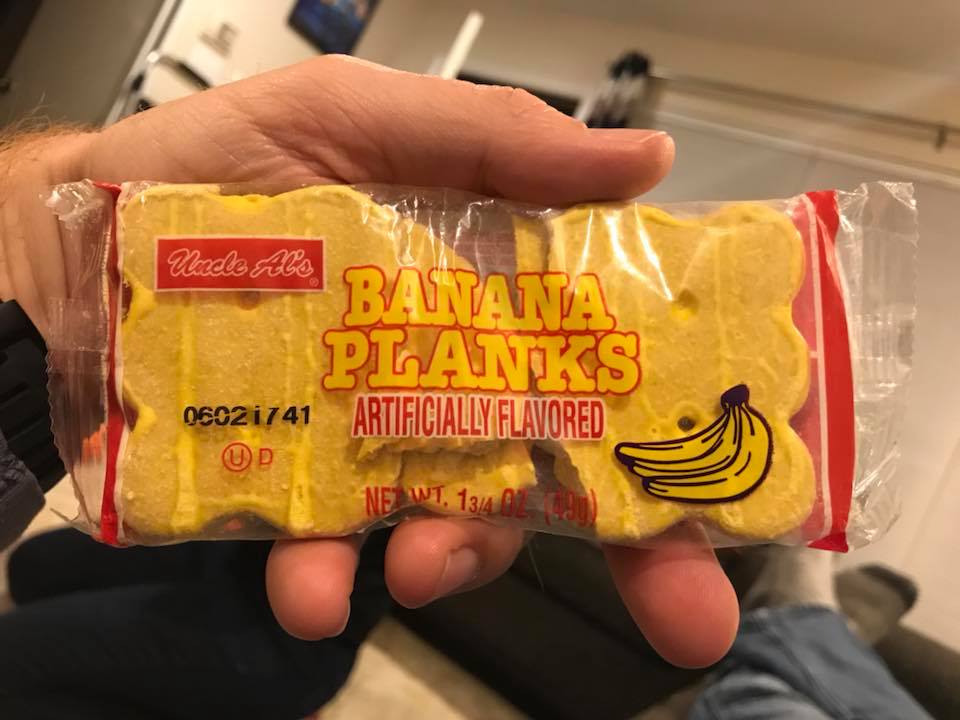 Uncle Al's®
BANANA
PLANKS
ARTIFICIALLY FLAVORED
06021741
U D
NET WT. 1 3/4 OZ. (49g)